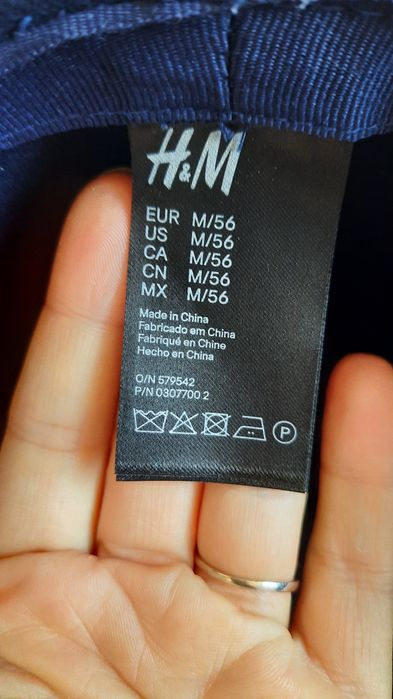 H&M
EUR M/56
US M/56
CA M/56
CN M/56
MX M/56
Made in China
Fabricado em China
Fabriqué en Chine
Hecho en China
O/N 579542
P/N 0307700 2
P